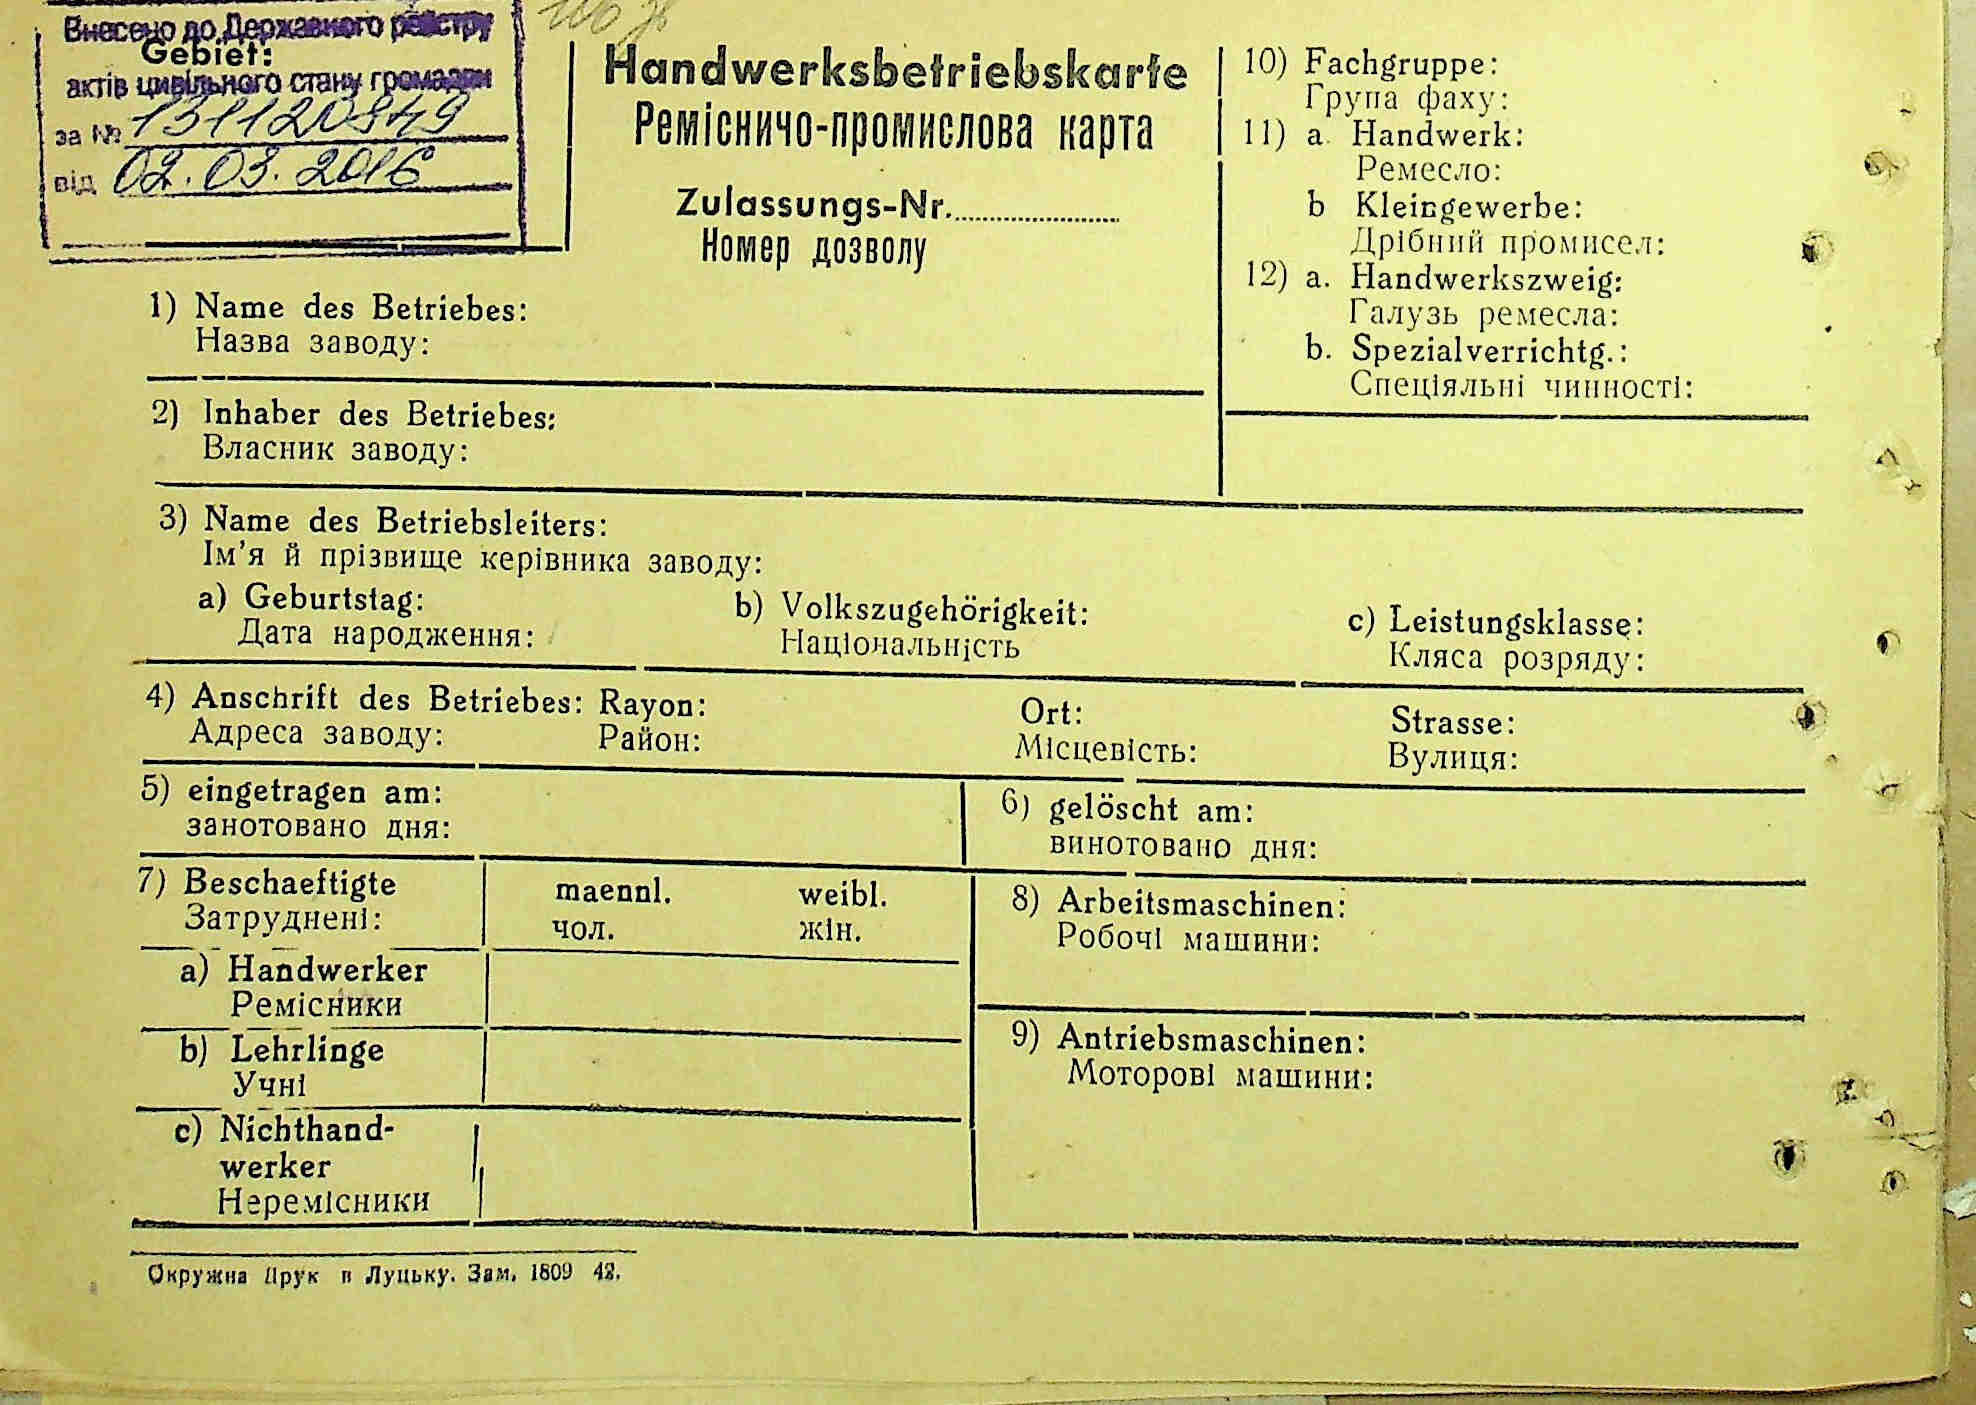 Внесено до Державного реєстру
Gebiet:
актів цивільного стану громадян
за № 131120849
від 02.03.2016
Handwerksbetriebskarte
Ремісничо-промислова карта
Zulassungs-Nr.
Номер дозволу
10) Fachgruppe:
Група фаху:
11) a. Handwerk:
Ремесло:
b Kleingewerbe:
Дрібний промисел:
12) a. Handwerkszweig:
Галузь ремесла:
b. Spezialverrichtg.:
Спеціяльні чинності:
1) Name des Betriebes:
Назва заводу:
2) Inhaber des Betriebes:
Власник заводу:
3) Name des Betriebsleiters:
Ім'я й прізвище керівника заводу:
a) Geburtstag: b) Volkszugehörigkeit: c) Leistungsklasse:
Дата народження: Національність Кляса розряду:
4) Anschrift des Betriebes: Rayon: Ort: Strasse:
Адреса заводу: Район: Місцевість: Вулиця:
5) eingetragen am: 6) gelöscht am:
занотовано дня: винотовано дня:
7) Beschaeftigte maennl. weibl.
Затруднені: чол. жін.
8) Arbeitsmaschinen:
Робочі машини:
a) Handwerker
Ремісники
b) Lehrlinge
Учні
c) Nichthand-
werker
Неремісники
9) Antriebsmaschinen:
Моторові машини:
Окружна Друк в Луцьку. Зам. 1809 42.